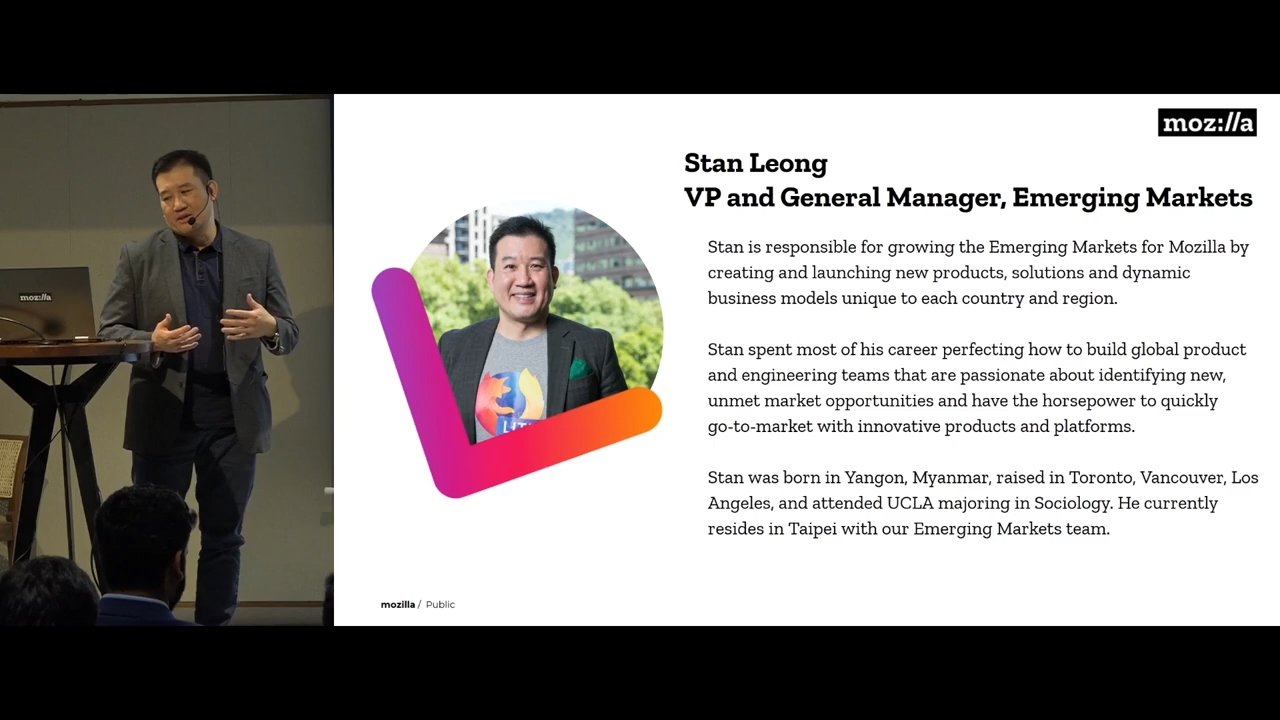 moz://a
Stan Leong
VP and General Manager, Emerging Markets
Stan is responsible for growing the Emerging Markets for Mozilla by
creating and launching new products, solutions and dynamic
business models unique to each country and region.
Stan spent most of his career perfecting how to build global product
and engineering teams that are passionate about identifying new,
unmet market opportunities and have the horsepower to quickly
go-to-market with innovative products and platforms.
Stan was born in Yangon, Myanmar, raised in Toronto, Vancouver, Los
Angeles, and attended UCLA majoring in Sociology. He currently
resides in Taipei with our Emerging Markets team.
mozilla / Public
moz://a